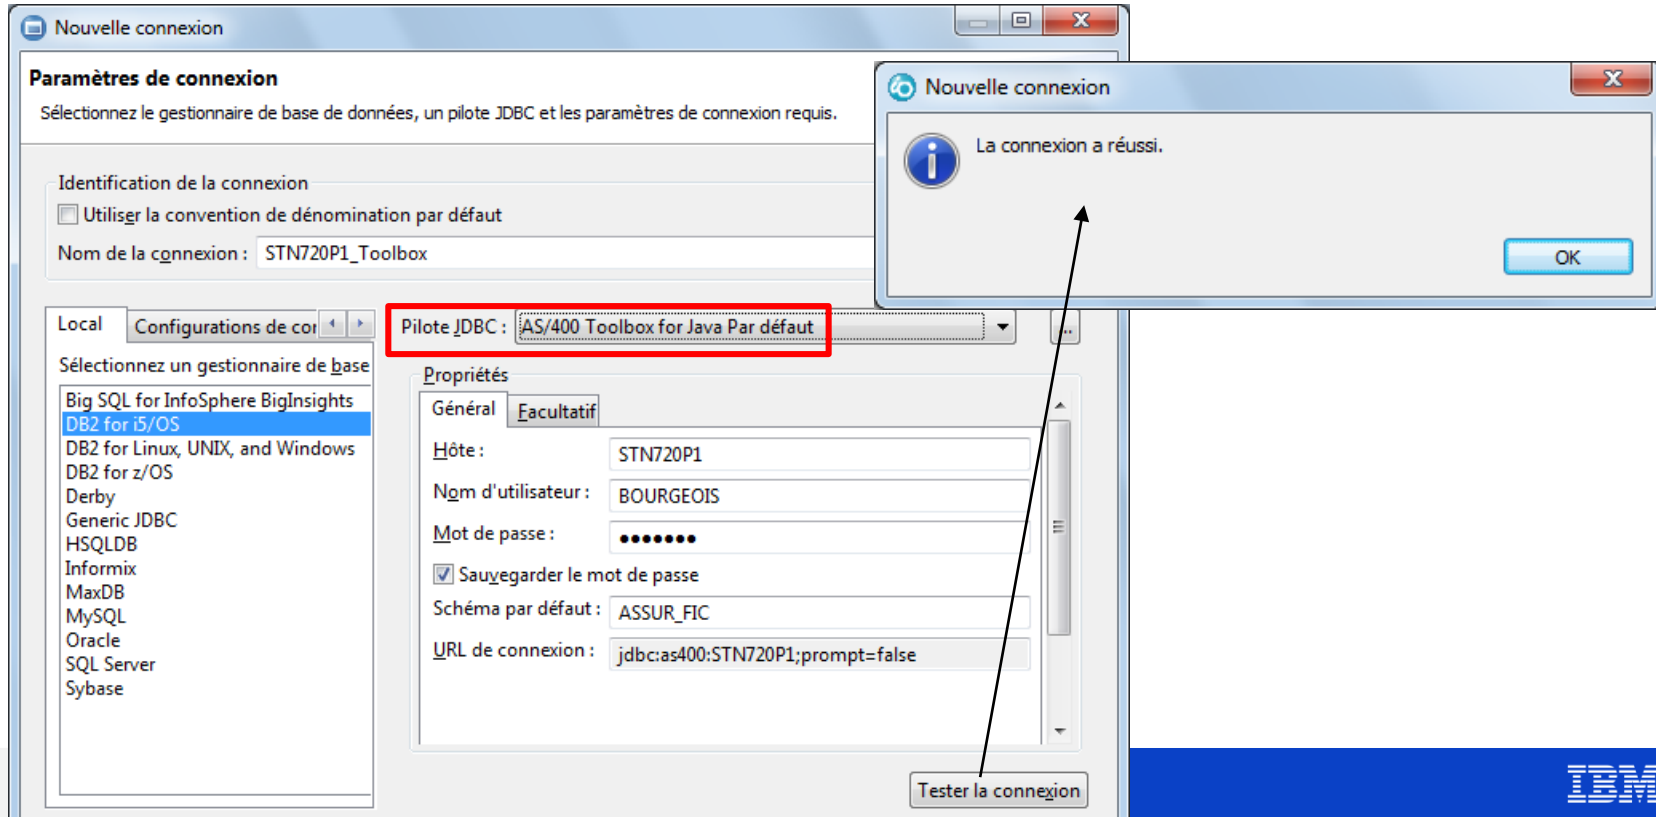 Nouvelle connexion
Paramètres de connexion
Sélectionnez le gestionnaire de base de données, un pilote JDBC et les paramètres de connexion requis.
Identification de la connexion
Utiliser la convention de dénomination par défaut
Nom de la connexion : STN720P1_Toolbox
Nouvelle connexion
La connexion a réussi.
OK
Local Configurations de cor
Sélectionnez un gestionnaire de base
Big SQL for InfoSphere BigInsights
DB2 for i5/OS
DB2 for Linux, UNIX, and Windows
DB2 for z/OS
Derby
Generic JDBC
HSQLDB
Informix
MaxDB
MySQL
Oracle
SQL Server
Sybase
Pilote JDBC : AS/400 Toolbox for Java Par défaut ...
Propriétés
Général Facultatif
Hôte : STN720P1
Nom d'utilisateur : BOURGEOIS
Mot de passe : ●●●●●●●
Sauvegarder le mot de passe
Schéma par défaut : ASSUR_FIC
URL de connexion : jdbc:as400:STN720P1;prompt=false
Tester la connexion
IBM